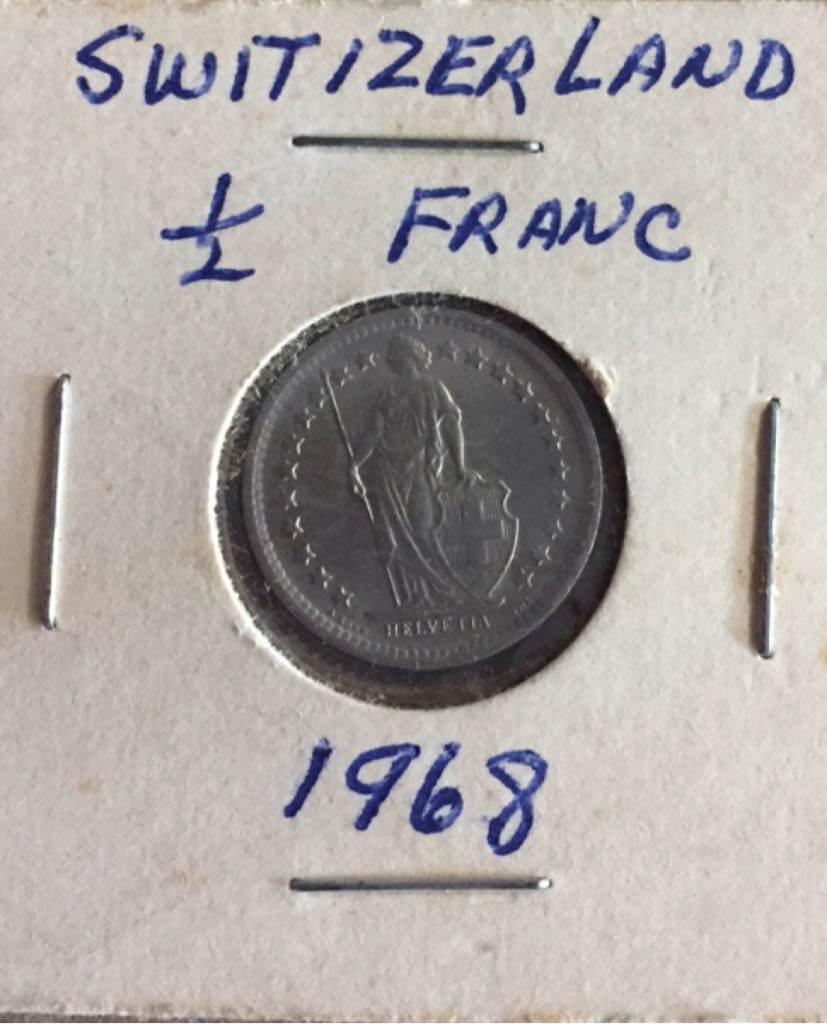 SWITIZERLAND
½ FRANC
HELVETIA
1968